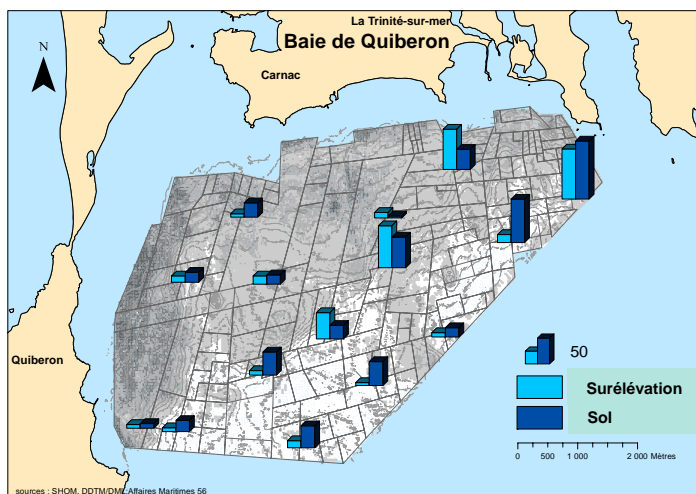 La Trinité-sur-mer
Baie de Quiberon
Carnac
N
Quiberon
50
Surélévation
Sol
0 500 1 000 2 000 Mètres
sources : SHOM, DDTM/DML Affaires Maritimes 56